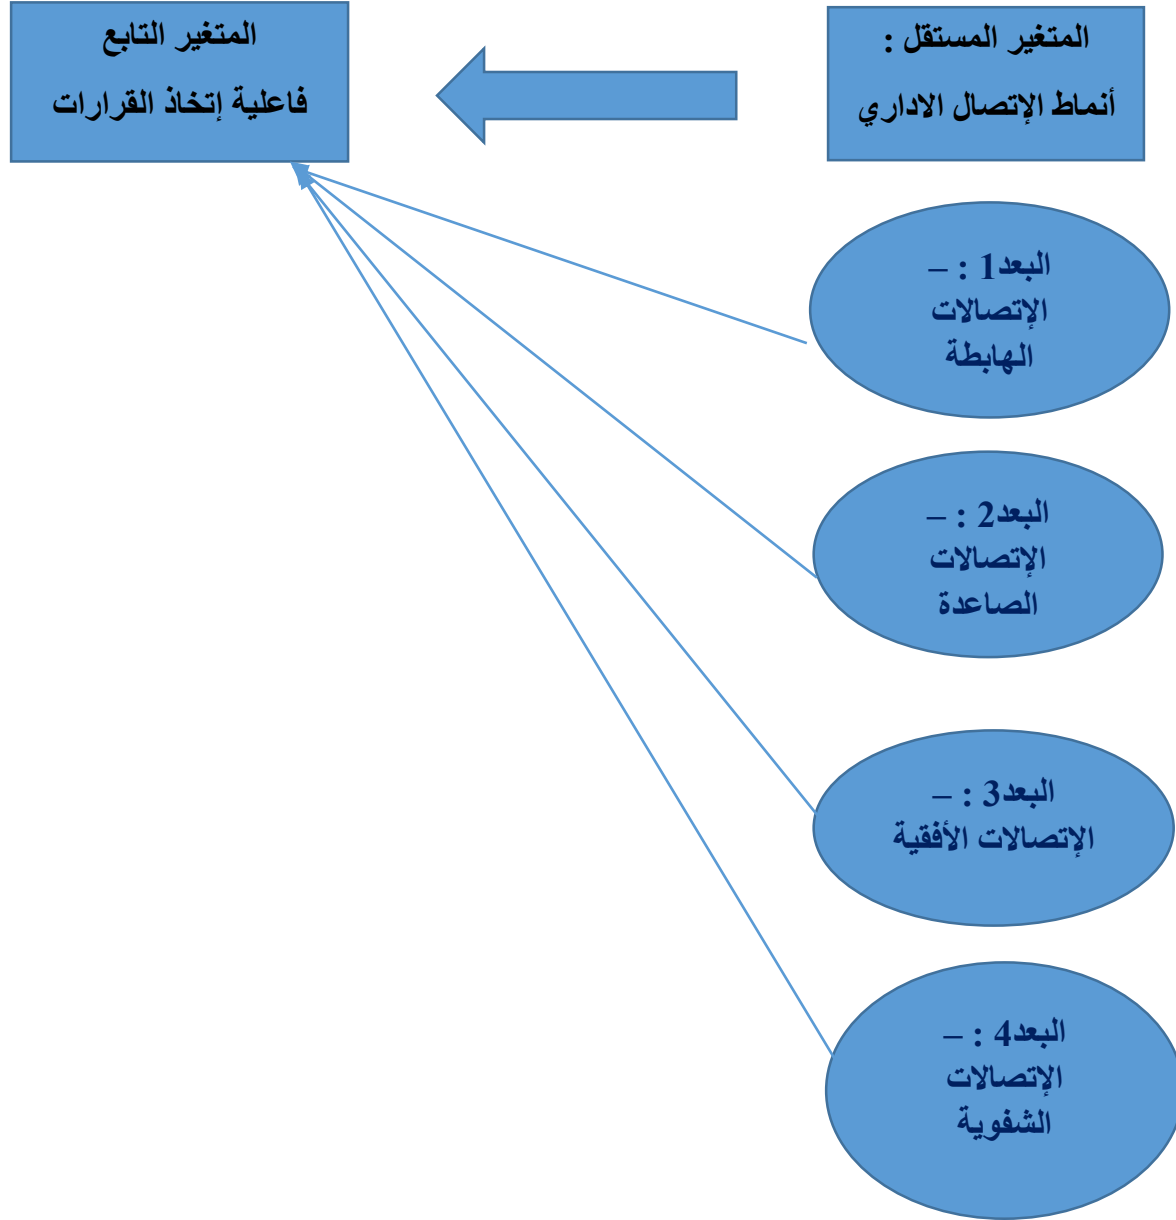 المتغير المستقل :
أنماط الإتصال الاداري
المتغير التابع
فاعلية إتخاذ القرارات
البعد1 : –
الإتصالات
الهابطة
البعد2 : –
الإتصالات
الصاعدة
البعد3 : –
الإتصالات الأفقية
البعد4 : –
الإتصالات
الشفوية